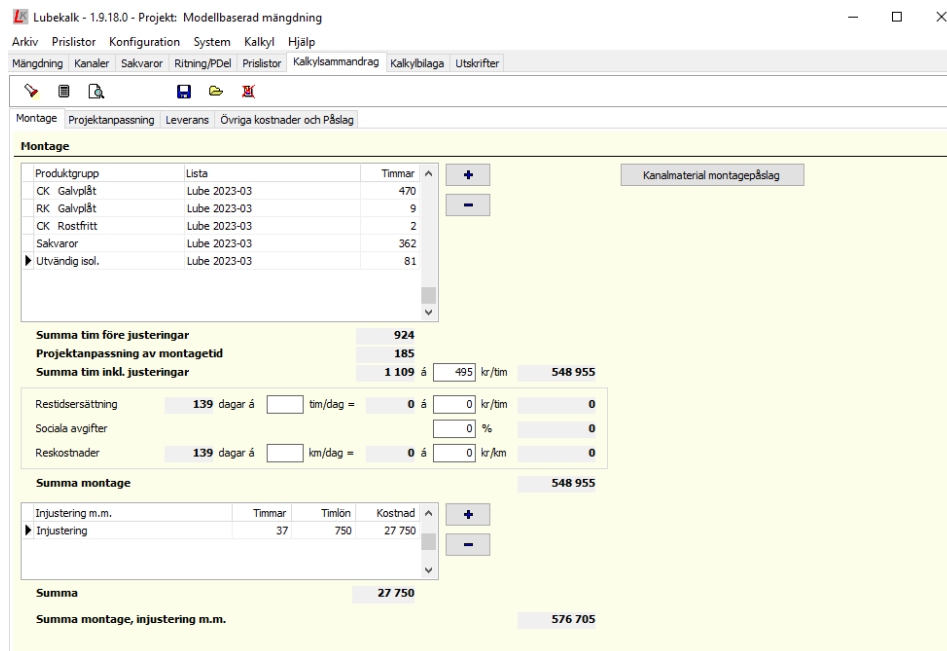 LK Lubekalk - 1.9.18.0 - Projekt: Modellbaserad mängdning
Arkiv Prislistor Konfiguration System Kalkyl Hjälp
Mängdning Kanaler Sakvaror Ritning/PDel Prislistor Kalkylsammandrag Kalkylbilaga Utskrifter
Montage Projektanpassning Leverans Övriga kostnader och Påslag
Montage
Produktgrupp Lista Timmar
Kanalmaterial montagepåslag
CK Galvplåt Lube 2023-03 470
RK Galvplåt Lube 2023-03 9
CK Rostfritt Lube 2023-03 2
Sakvaror Lube 2023-03 362
Utvändig isol. Lube 2023-03 81
Summa tim före justeringar 924
Projektanpassning av montagetid 185
Summa tim inkl. justeringar 1 109 á 495 kr/tim 548 955
Restidsersättning 139 dagar á tim/dag = 0 á 0 kr/tim 0
Sociala avgifter 0 % 0
Reskostnader 139 dagar á km/dag = 0 á 0 kr/km 0
Summa montage 548 955
Injustering m.m. Timmar Timlön Kostnad
Injustering 37 750 27 750
Summa 27 750
Summa montage, injustering m.m. 576 705